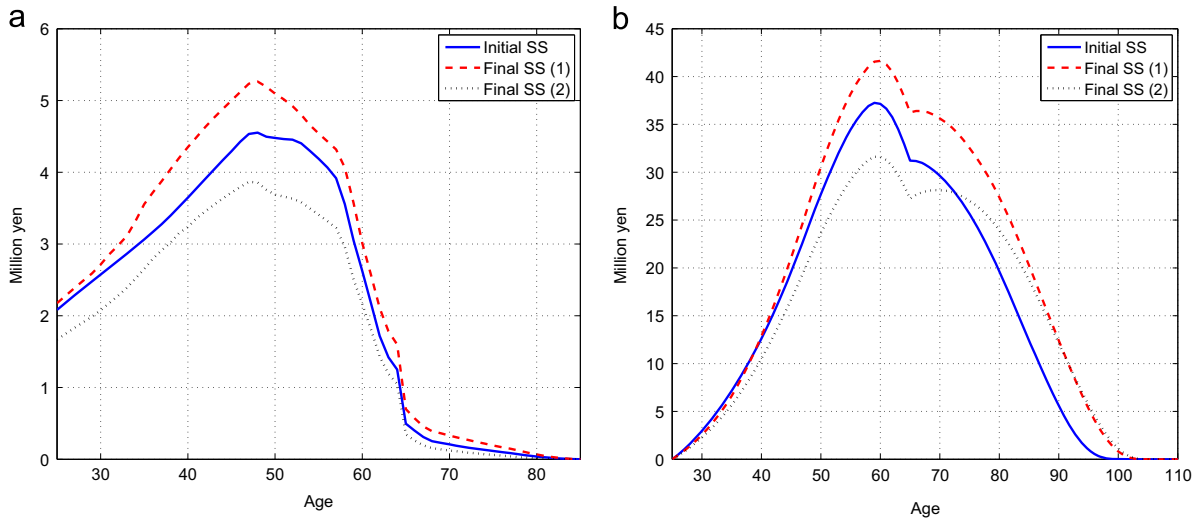 a
6
5
4
3
2
1
0
Million yen
30 40 50 60 70 80
Age
Initial SS
Final SS (1)
Final SS (2)
b
45
40
35
30
25
20
15
10
5
0
Million yen
30 40 50 60 70 80 90 100 110
Age
Initial SS
Final SS (1)
Final SS (2)